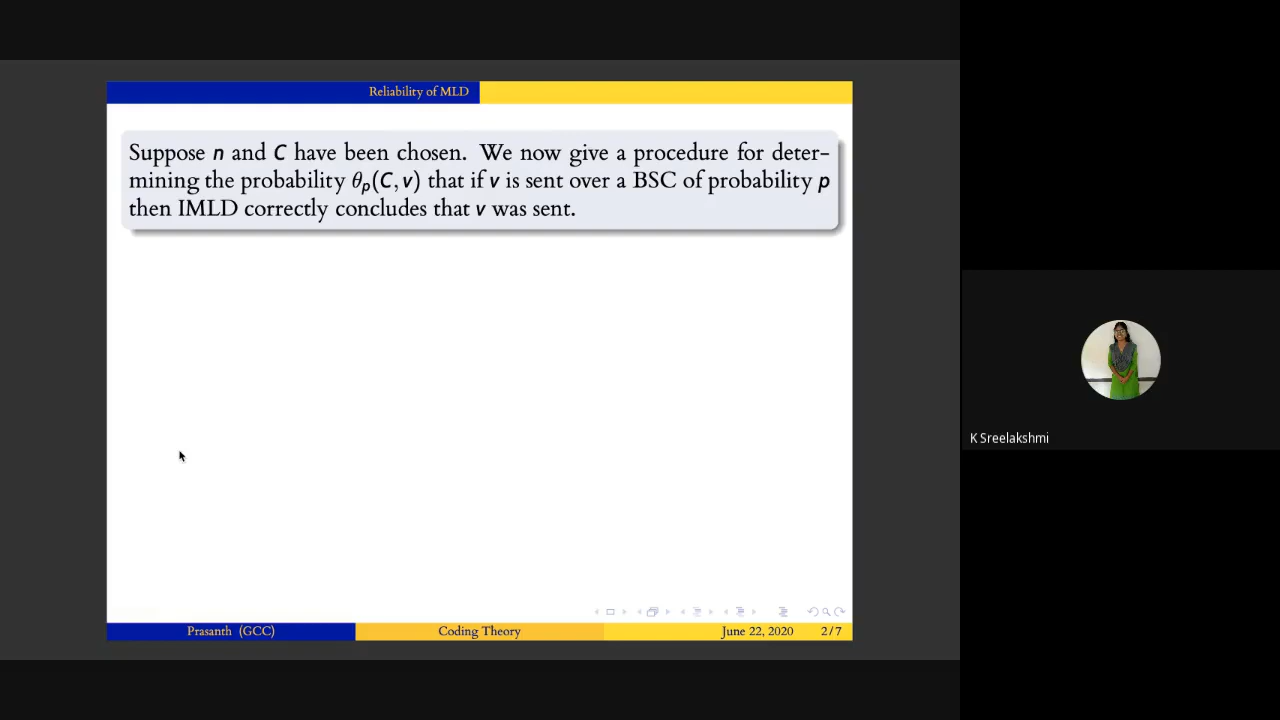 Reliability of MLD
Suppose n and C have been chosen. We now give a procedure for deter-
mining the probability θₚ(C, v) that if v is sent over a BSC of probability p
then IMLD correctly concludes that v was sent.
K Sreelakshmi
Prasanth (GCC) Coding Theory June 22, 2020 2/7